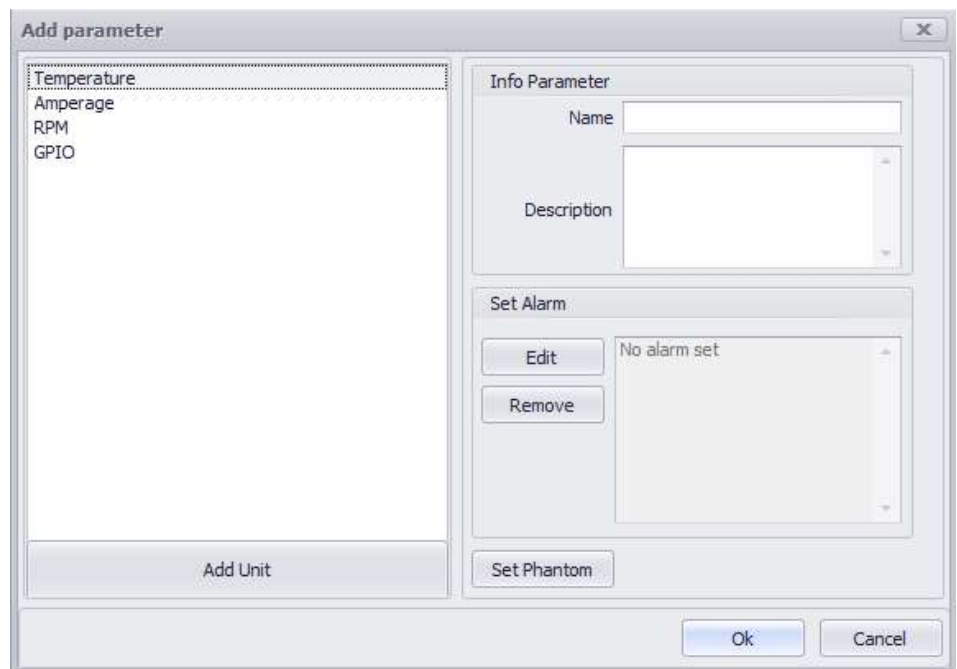 Add parameter
Temperature
Amperage
RPM
GPIO
Add Unit
Info Parameter
Name
Description
Set Alarm
Edit
No alarm set
Remove
Set Phantom
Ok
Cancel